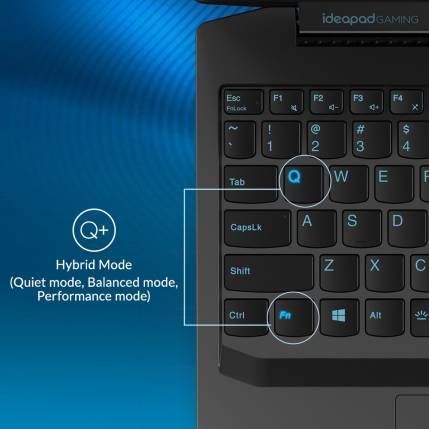 ideapad GAMING
Esc F1 F2 F3 F4
FnLock
~ ! @ # $
` 1 2 3 4
Tab Q W E
CapsLk A S D
Shift Z X C
Ctrl Fn Alt
Q+
Hybrid Mode
(Quiet mode, Balanced mode,
Performance mode)